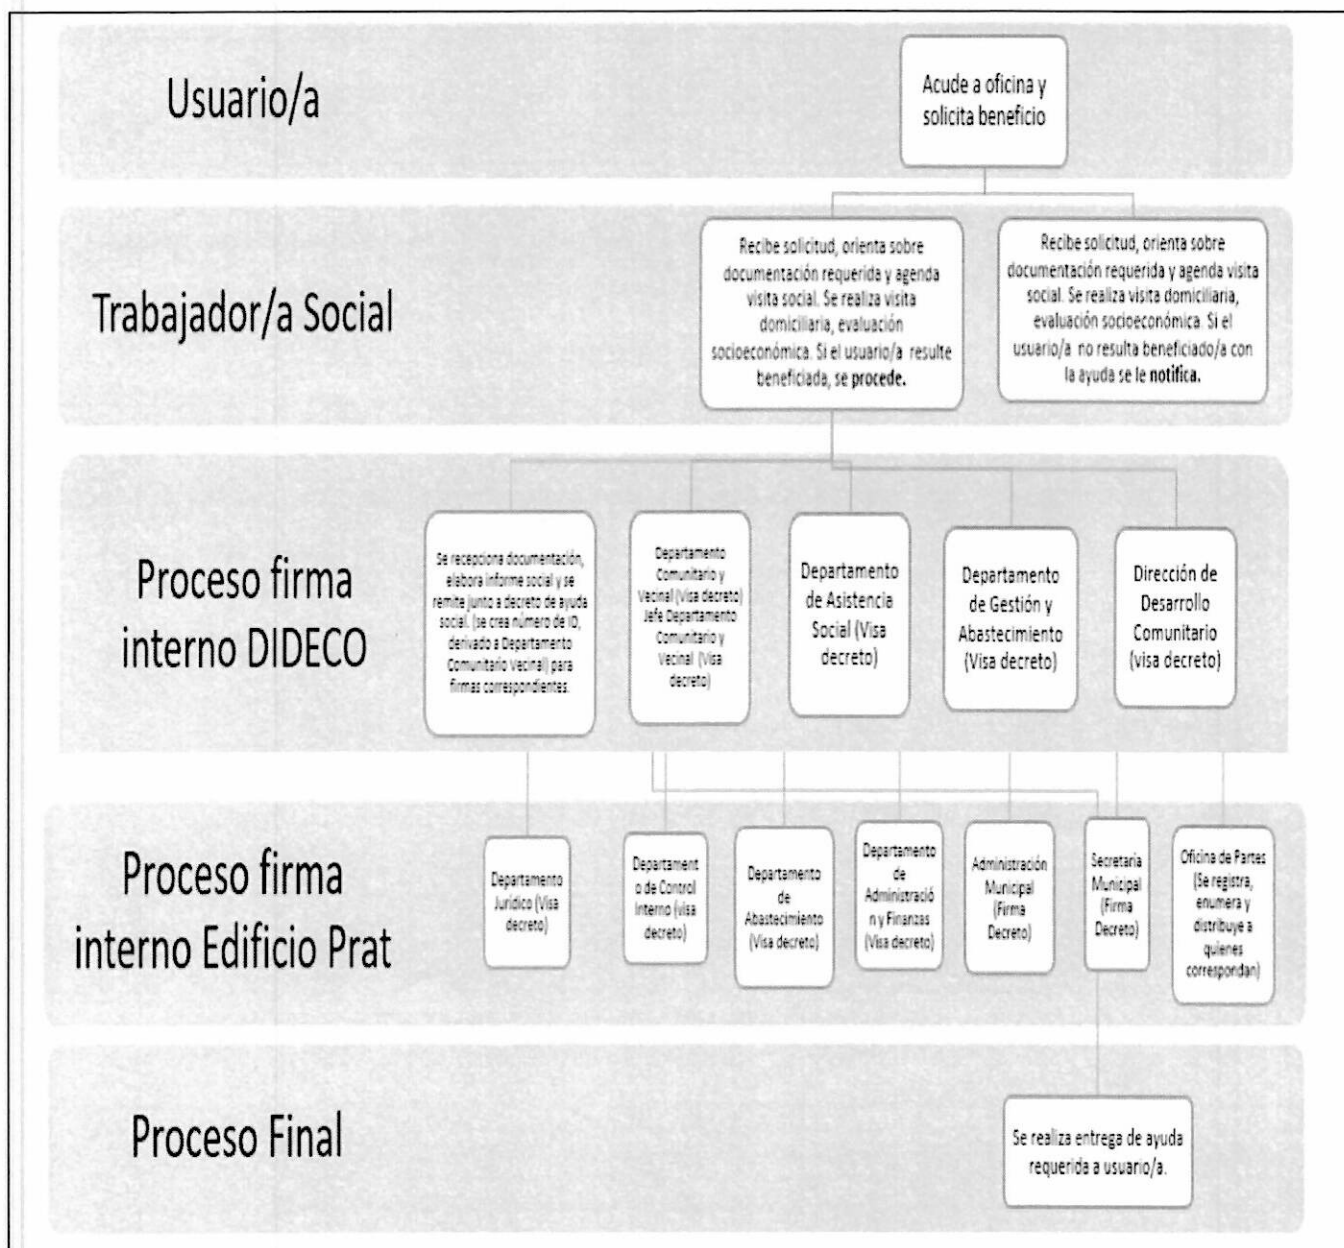 Usuario/a
Acude a oficina y
solicita beneficio
Trabajador/a Social
Recibe solicitud, orienta sobre
documentación requerida y agenda
visita social. Se realiza visita
domiciliaria, evaluación
socioeconómica. Si el usuario/a resulte
beneficiada, se procede.
Recibe solicitud, orienta sobre
documentación requerida y agenda visita
social. Se realiza visita domiciliaria,
evaluación socioeconómica. Si el
usuario/a no resulta beneficiado/a con
la ayuda se le notifica.
Proceso firma
interno DIDECO
Se recepciona documentación,
elabora informe social y se
remite junto a decreto de ayuda
social. (se crea número de ID,
derivado a Departamento
Comunitario Vecinal) para
firmas correspondientes.
Departamento
Comunitario y
Vecinal (Visa decreto)
Jefe Departamento
Comunitario y
Vecinal (Visa
decreto)
Departamento
de Asistencia
Social (Visa
decreto)
Departamento
de Gestión y
Abastecimiento
(Visa decreto)
Dirección de
Desarrollo
Comunitario
(visa decreto)
Proceso firma
interno Edificio Prat
Departamento
Jurídico (Visa
decreto)
Departament
o de Control
Interno (visa
decreto)
Departamento
de
Abastecimiento
(Visa decreto)
Departamento
de
Administració
n y Finanzas
(Visa decreto)
Administración
Municipal
(Firma
Decreto)
Secretaría
Municipal
(Firma
Decreto)
Oficina de Partes
(Se registra,
enumera y
distribuye a
quienes
correspondan)
Proceso Final
Se realiza entrega de ayuda
requerida a usuario/a.